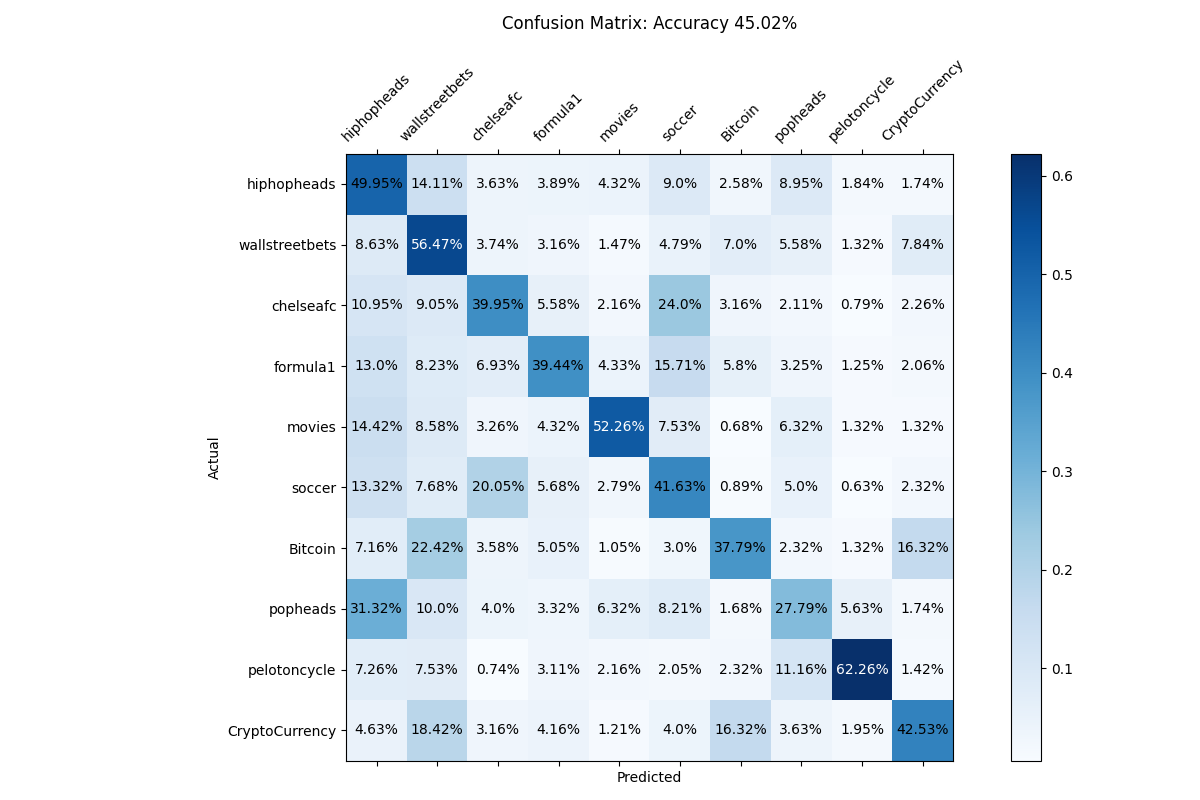 Confusion Matrix: Accuracy 45.02%
hiphopheads wallstreetbets chelseafc formula1 movies soccer Bitcoin popheads pelotoncycle CryptoCurrency
hiphopheads 49.95% 14.11% 3.63% 3.89% 4.32% 9.0% 2.58% 8.95% 1.84% 1.74%
wallstreetbets 8.63% 56.47% 3.74% 3.16% 1.47% 4.79% 7.0% 5.58% 1.32% 7.84%
chelseafc 10.95% 9.05% 39.95% 5.58% 2.16% 24.0% 3.16% 2.11% 0.79% 2.26%
formula1 13.0% 8.23% 6.93% 39.44% 4.33% 15.71% 5.8% 3.25% 1.25% 2.06%
movies 14.42% 8.58% 3.26% 4.32% 52.26% 7.53% 0.68% 6.32% 1.32% 1.32%
soccer 13.32% 7.68% 20.05% 5.68% 2.79% 41.63% 0.89% 5.0% 0.63% 2.32%
Bitcoin 7.16% 22.42% 3.58% 5.05% 1.05% 3.0% 37.79% 2.32% 1.32% 16.32%
popheads 31.32% 10.0% 4.0% 3.32% 6.32% 8.21% 1.68% 27.79% 5.63% 1.74%
pelotoncycle 7.26% 7.53% 0.74% 3.11% 2.16% 2.05% 2.32% 11.16% 62.26% 1.42%
CryptoCurrency 4.63% 18.42% 3.16% 4.16% 1.21% 4.0% 16.32% 3.63% 1.95% 42.53%
Actual
Predicted
0.6
0.5
0.4
0.3
0.2
0.1